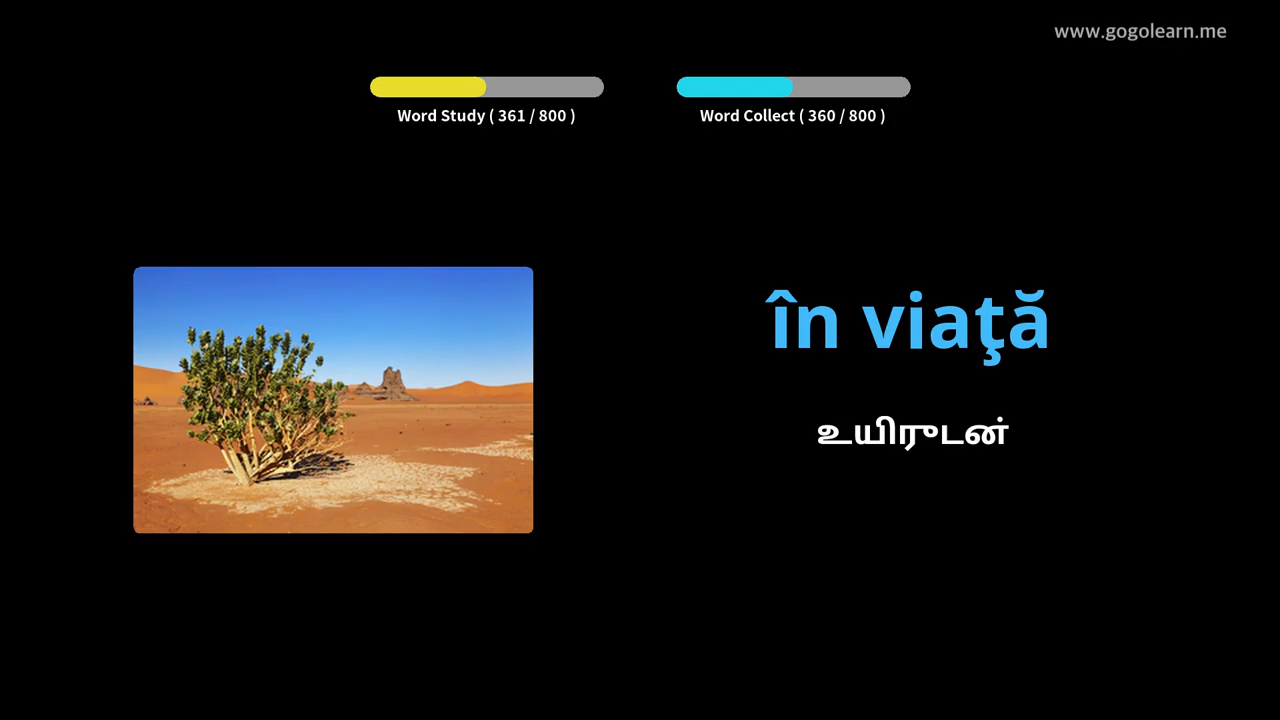 www.gogolearn.me
Word Study ( 361 / 800 )
Word Collect ( 360 / 800 )
în viaţă
உயிருடன்